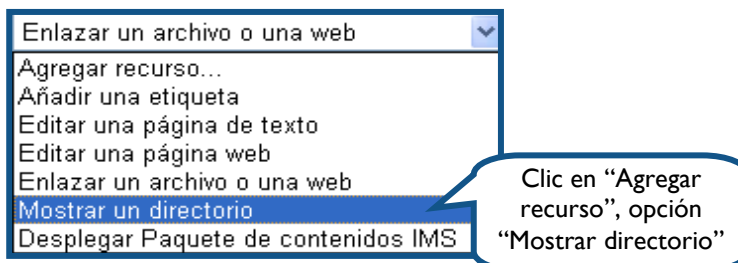 Enlazar un archivo o una web
Agregar recurso...
Añadir una etiqueta
Editar una página de texto
Editar una página web
Enlazar un archivo o una web
Mostrar un directorio
Desplegar Paquete de contenidos IMS
Clic en “Agregar
recurso”, opción
“Mostrar directorio”